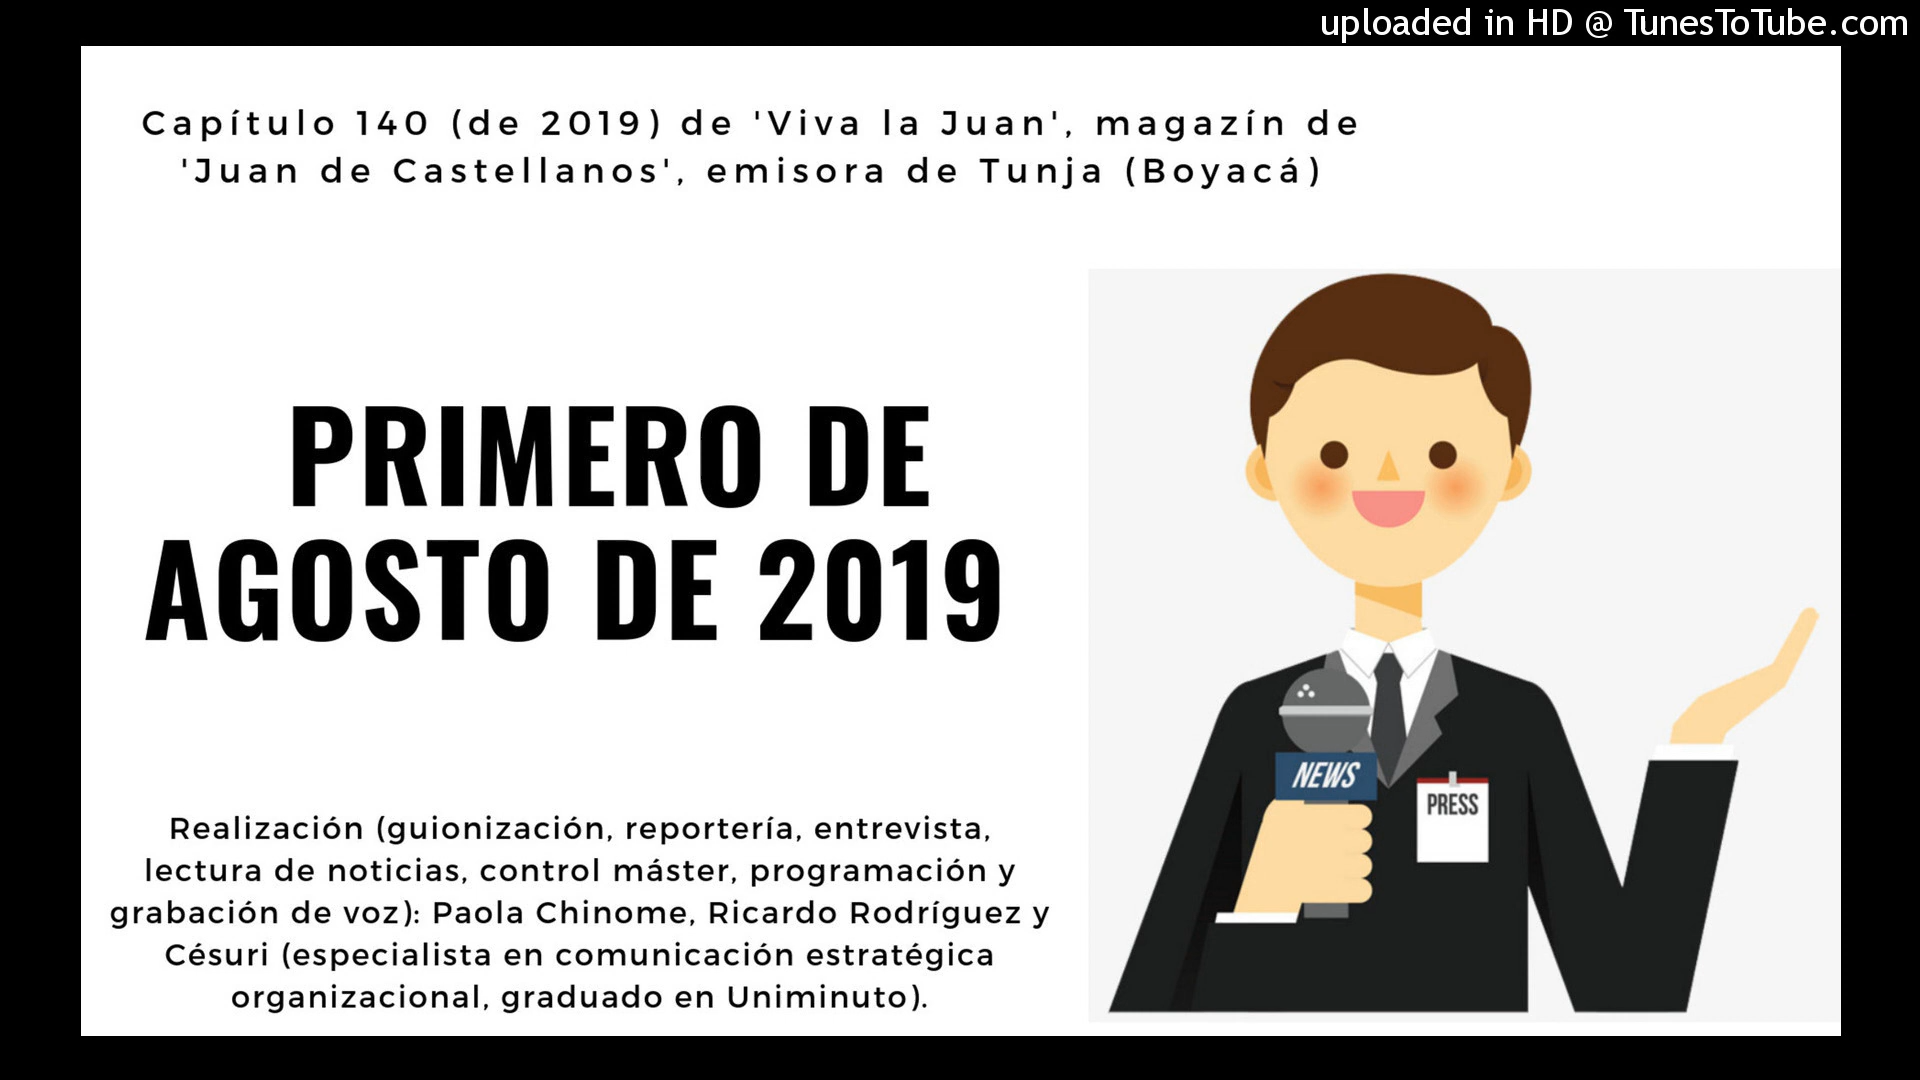 uploaded in HD @ TunesToTube.com
Capítulo 140 (de 2019) de 'Viva la Juan', magazín de
'Juan de Castellanos', emisora de Tunja (Boyacá)
PRIMERO DE
AGOSTO DE 2019
NEWS
PRESS
Realización (guionización, reportería, entrevista,
lectura de noticias, control máster, programación y
grabación de voz): Paola Chinome, Ricardo Rodríguez y
Césuri (especialista en comunicación estratégica
organizacional, graduado en Uniminuto).